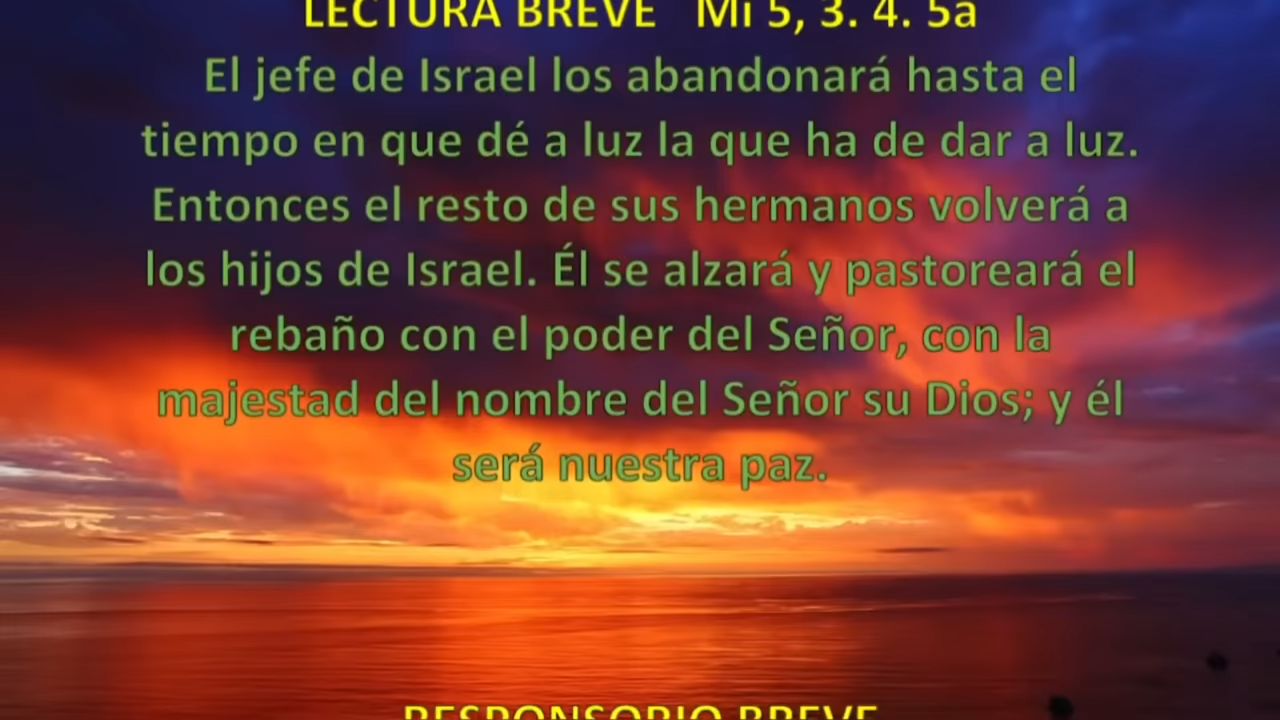 LECTURA BREVE Mi 5, 3. 4. 5a
El jefe de Israel los abandonará hasta el
tiempo en que dé a luz la que ha de dar a luz.
Entonces el resto de sus hermanos volverá a
los hijos de Israel. Él se alzará y pastoreará el
rebaño con el poder del Señor, con la
majestad del nombre del Señor su Dios; y él
será nuestra paz.
RESPONSORIO BREVE